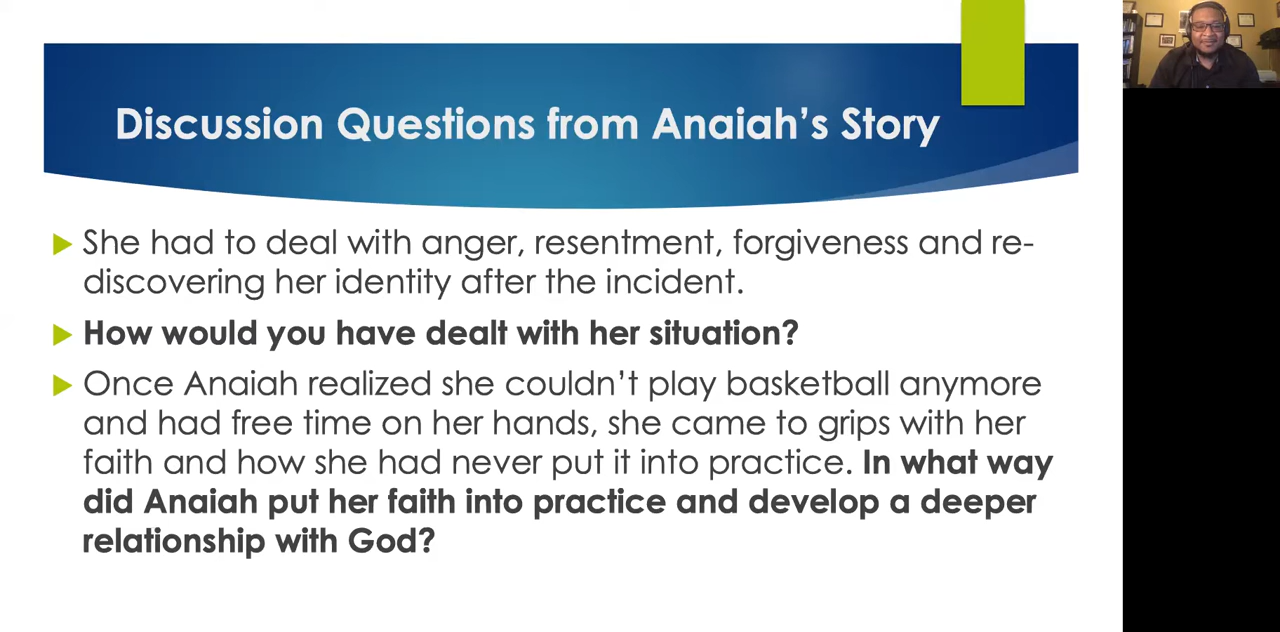 Discussion Questions from Anaiah’s Story
She had to deal with anger, resentment, forgiveness and re-
discovering her identity after the incident.
How would you have dealt with her situation?
Once Anaiah realized she couldn’t play basketball anymore
and had free time on her hands, she came to grips with her
faith and how she had never put it into practice. In what way
did Anaiah put her faith into practice and develop a deeper
relationship with God?